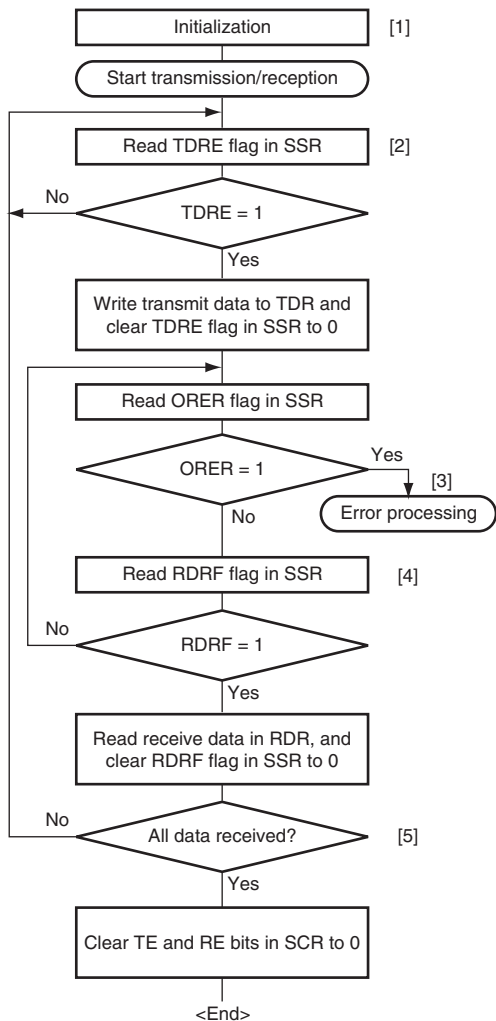 Initialization
[1]
Start transmission/reception
Read TDRE flag in SSR
[2]
No
TDRE = 1
Yes
Write transmit data to TDR and
clear TDRE flag in SSR to 0
Read ORER flag in SSR
Yes
ORER = 1
[3]
No
Error processing
Read RDRF flag in SSR
[4]
No
RDRF = 1
Yes
Read receive data in RDR, and
clear RDRF flag in SSR to 0
No
All data received?
[5]
Yes
Clear TE and RE bits in SCR to 0
<End>